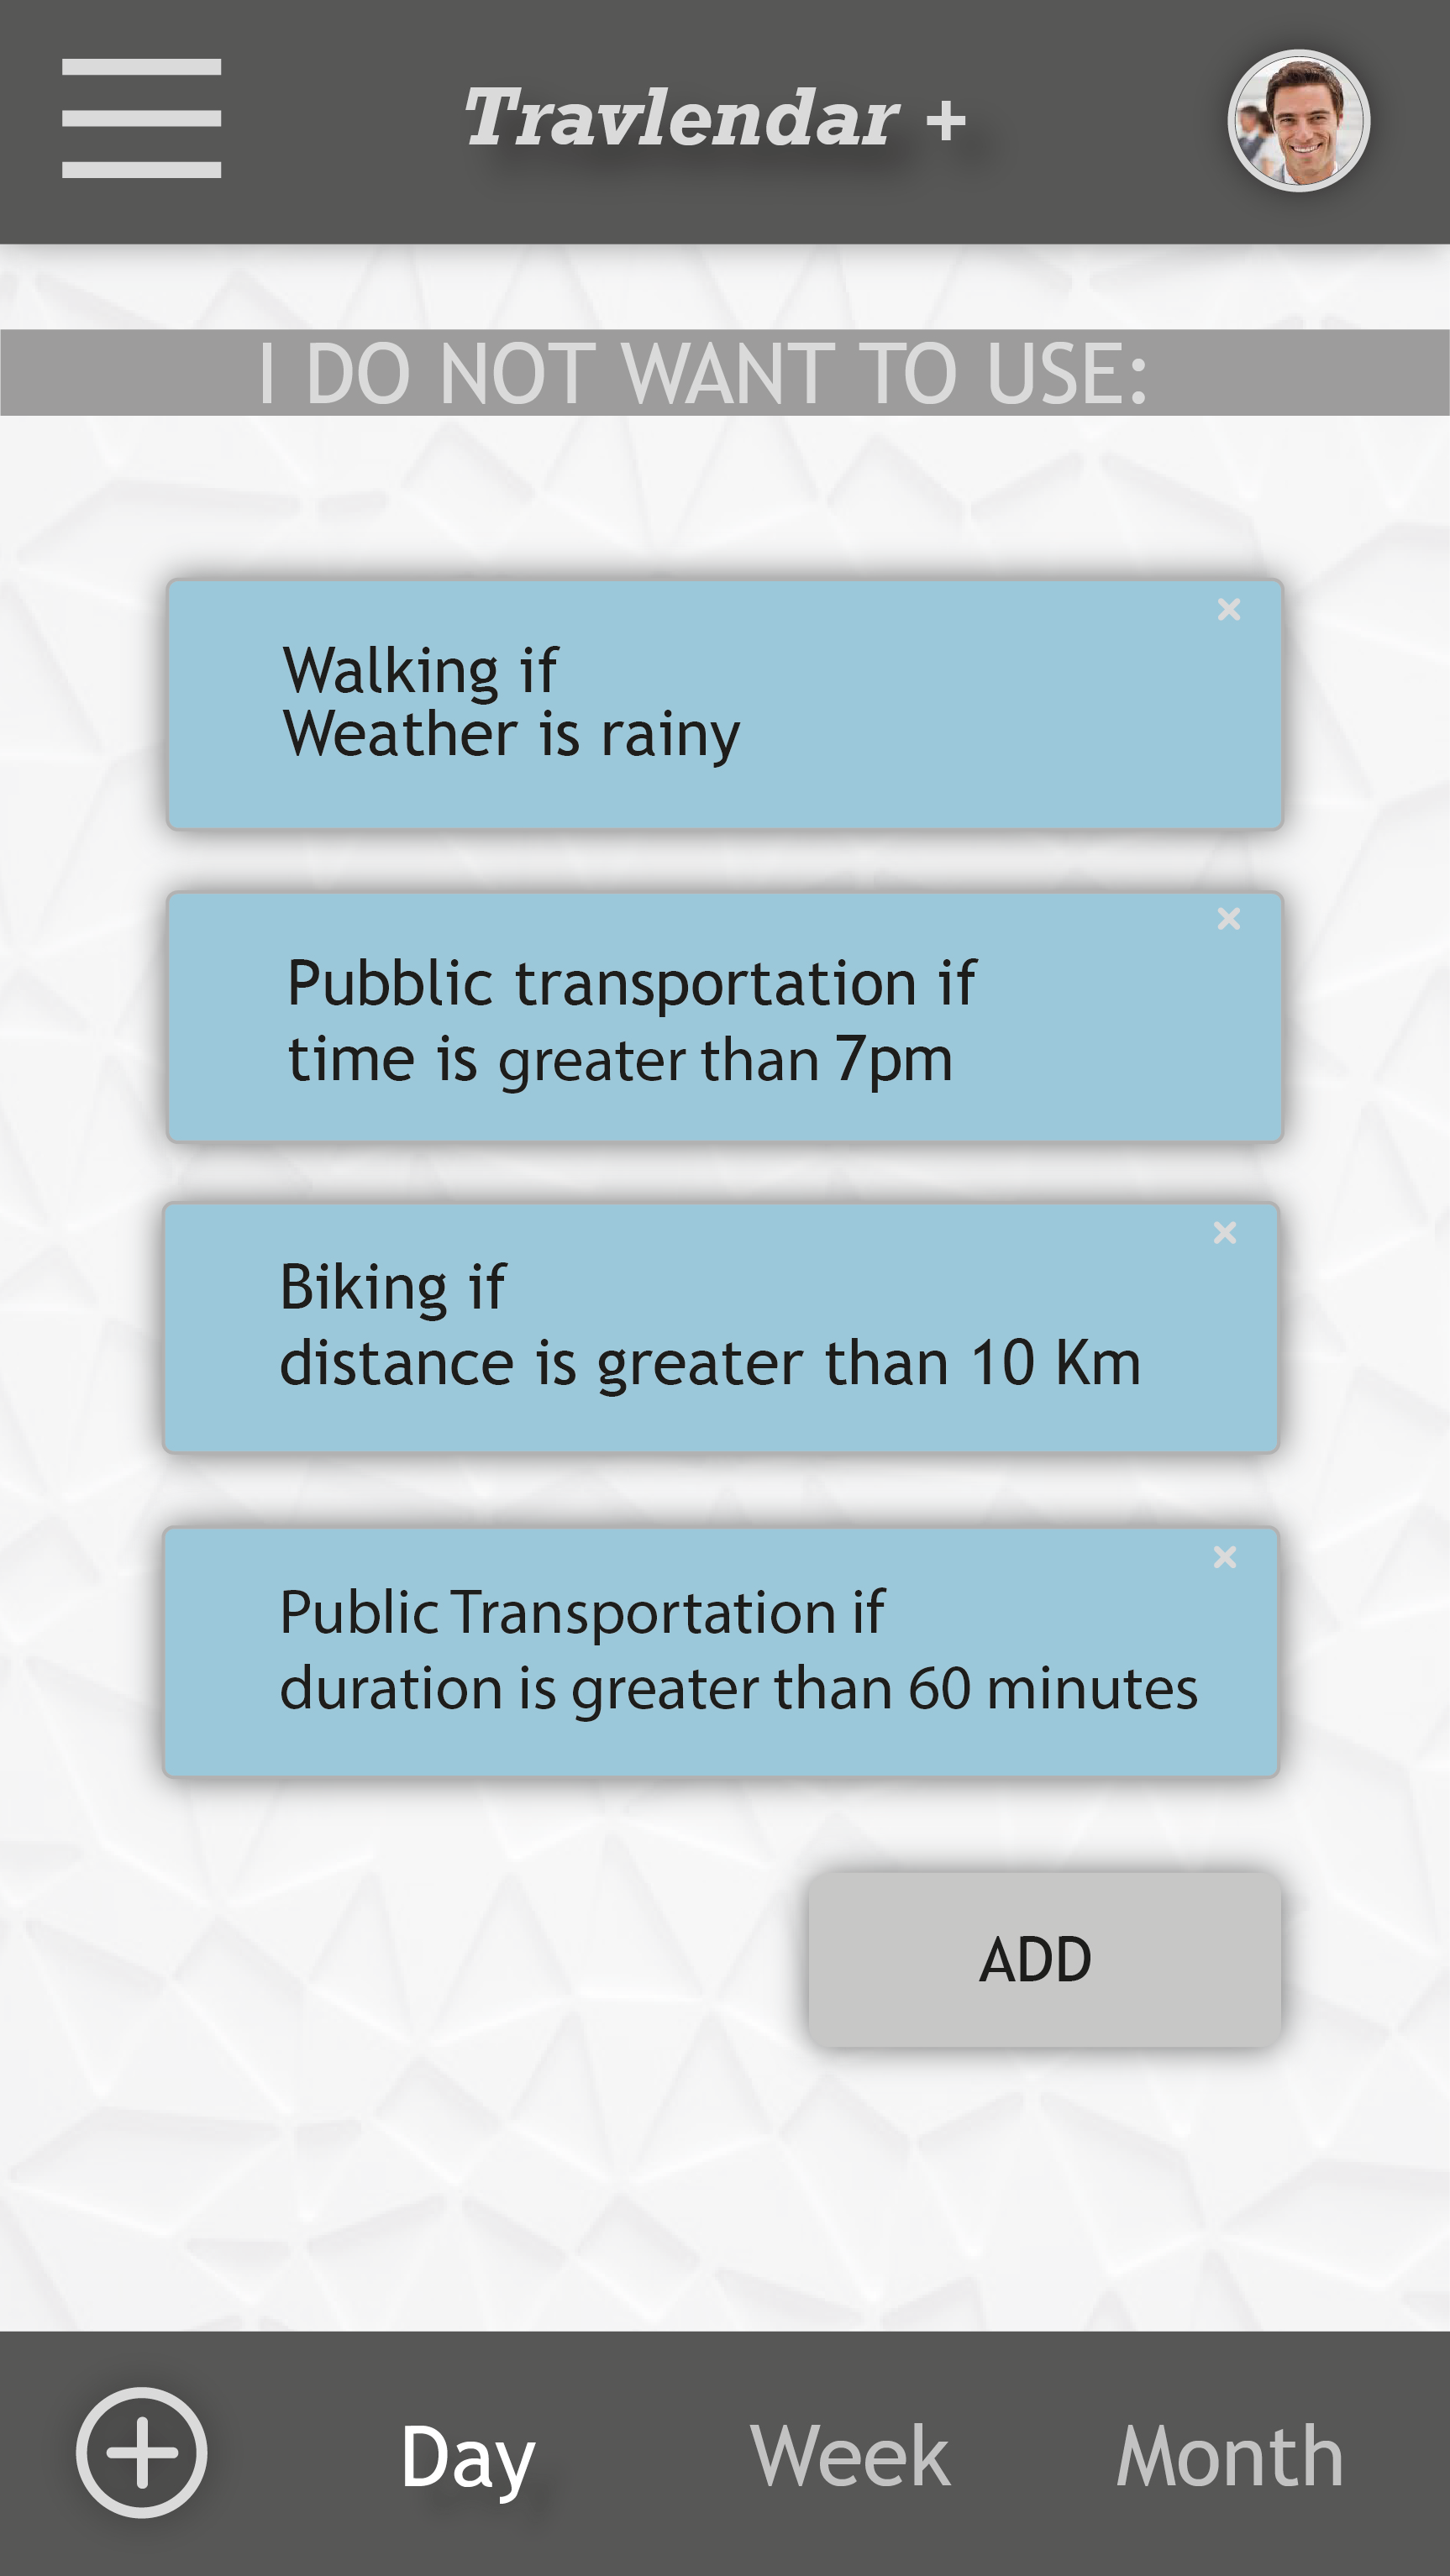 Travlendar +
I DO NOT WANT TO USE:
Walking if
Weather is rainy
Pubblic transportation if
time is greater than 7pm
Biking if
distance is greater than 10 Km
Public Transportation if
duration is greater than 60 minutes
ADD
Day Week Month